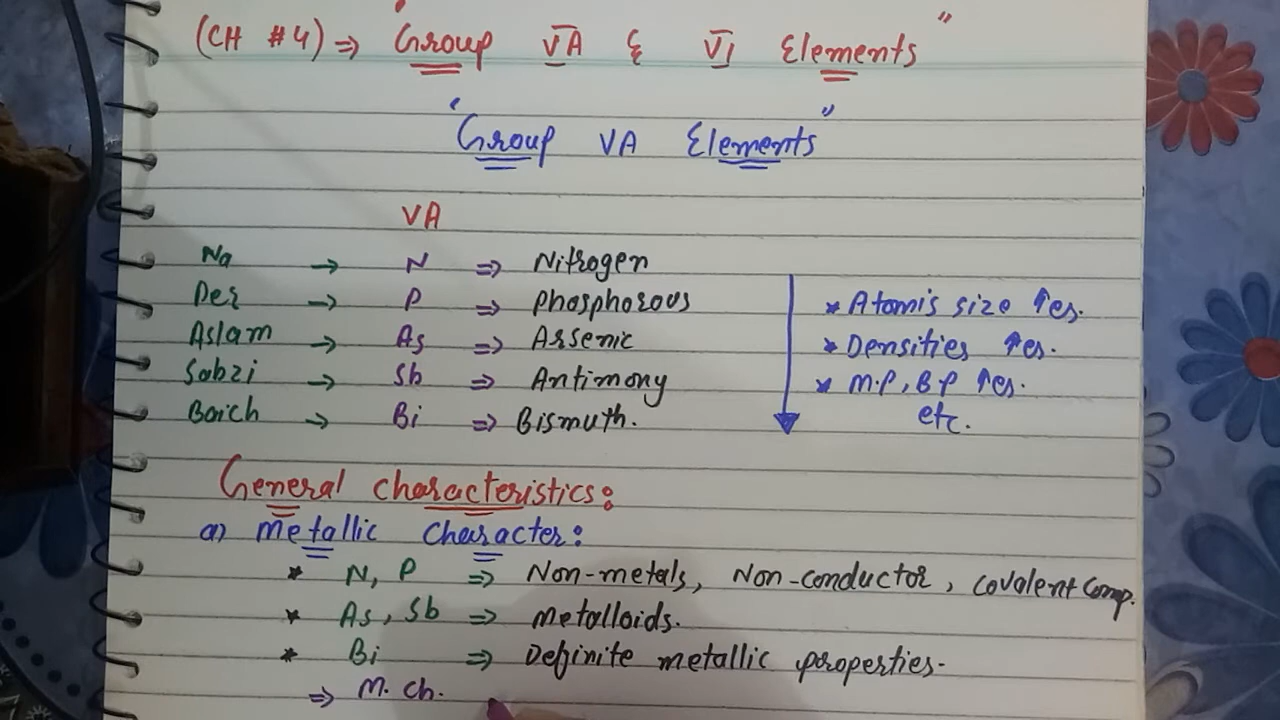 (CH #4) ⇒ "Group VA & VI Elements"
"Group VA Elements"
VA
Na → N ⇒ Nitrogen
Per → P ⇒ phosphorous
Aslam → As ⇒ Arsenic
Sabzi → Sb ⇒ Antimony
Baich → Bi ⇒ Bismuth.
* Atomis size ↑es.
* Densities ↑es.
* M.P, B.P ↑es.
etc.
General characteristics:
a) Metallic Character:
* N, P ⇒ Non-metals, Non-conductor, covalent comp.
* As, Sb ⇒ Metalloids.
* Bi ⇒ Definite metallic properties.
⇒ M. Ch.